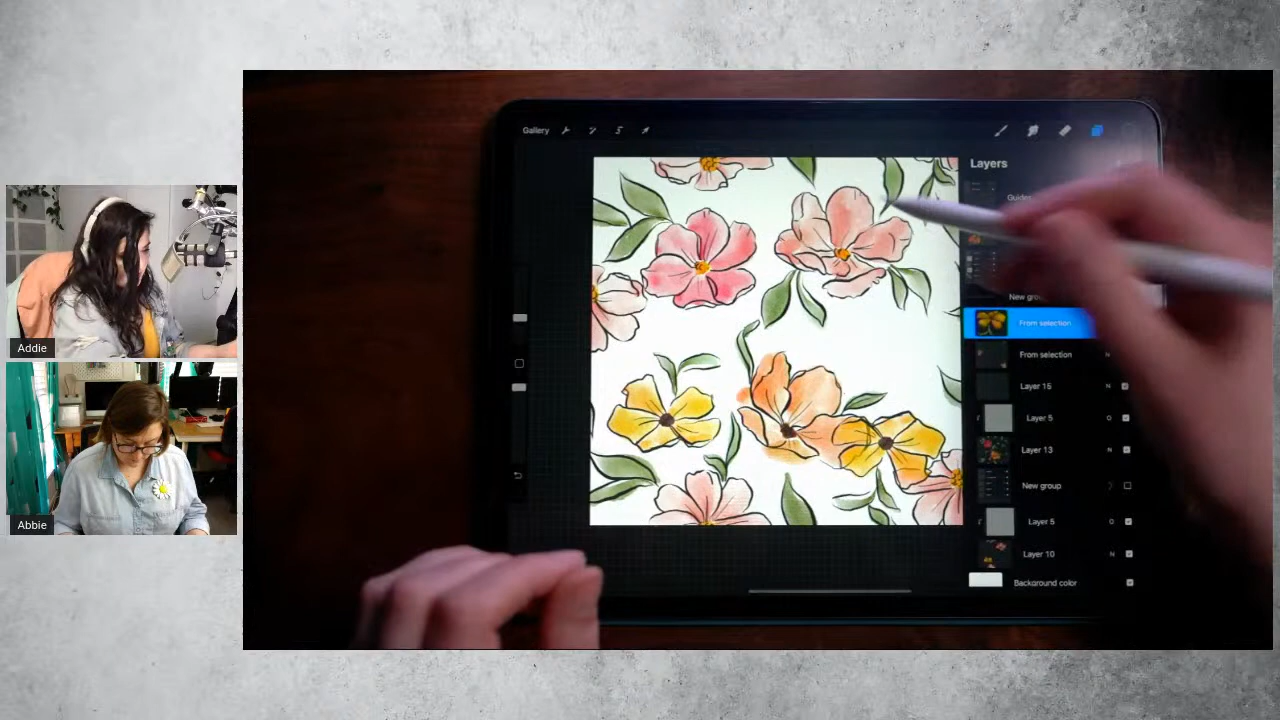 Addie
Abbie
Gallery
Layers
Guides
New group
From selection
From selection N
Layer 15 N
Layer 5 O
Layer 13 N
New group
Layer 5 O
Layer 10 N
Background color